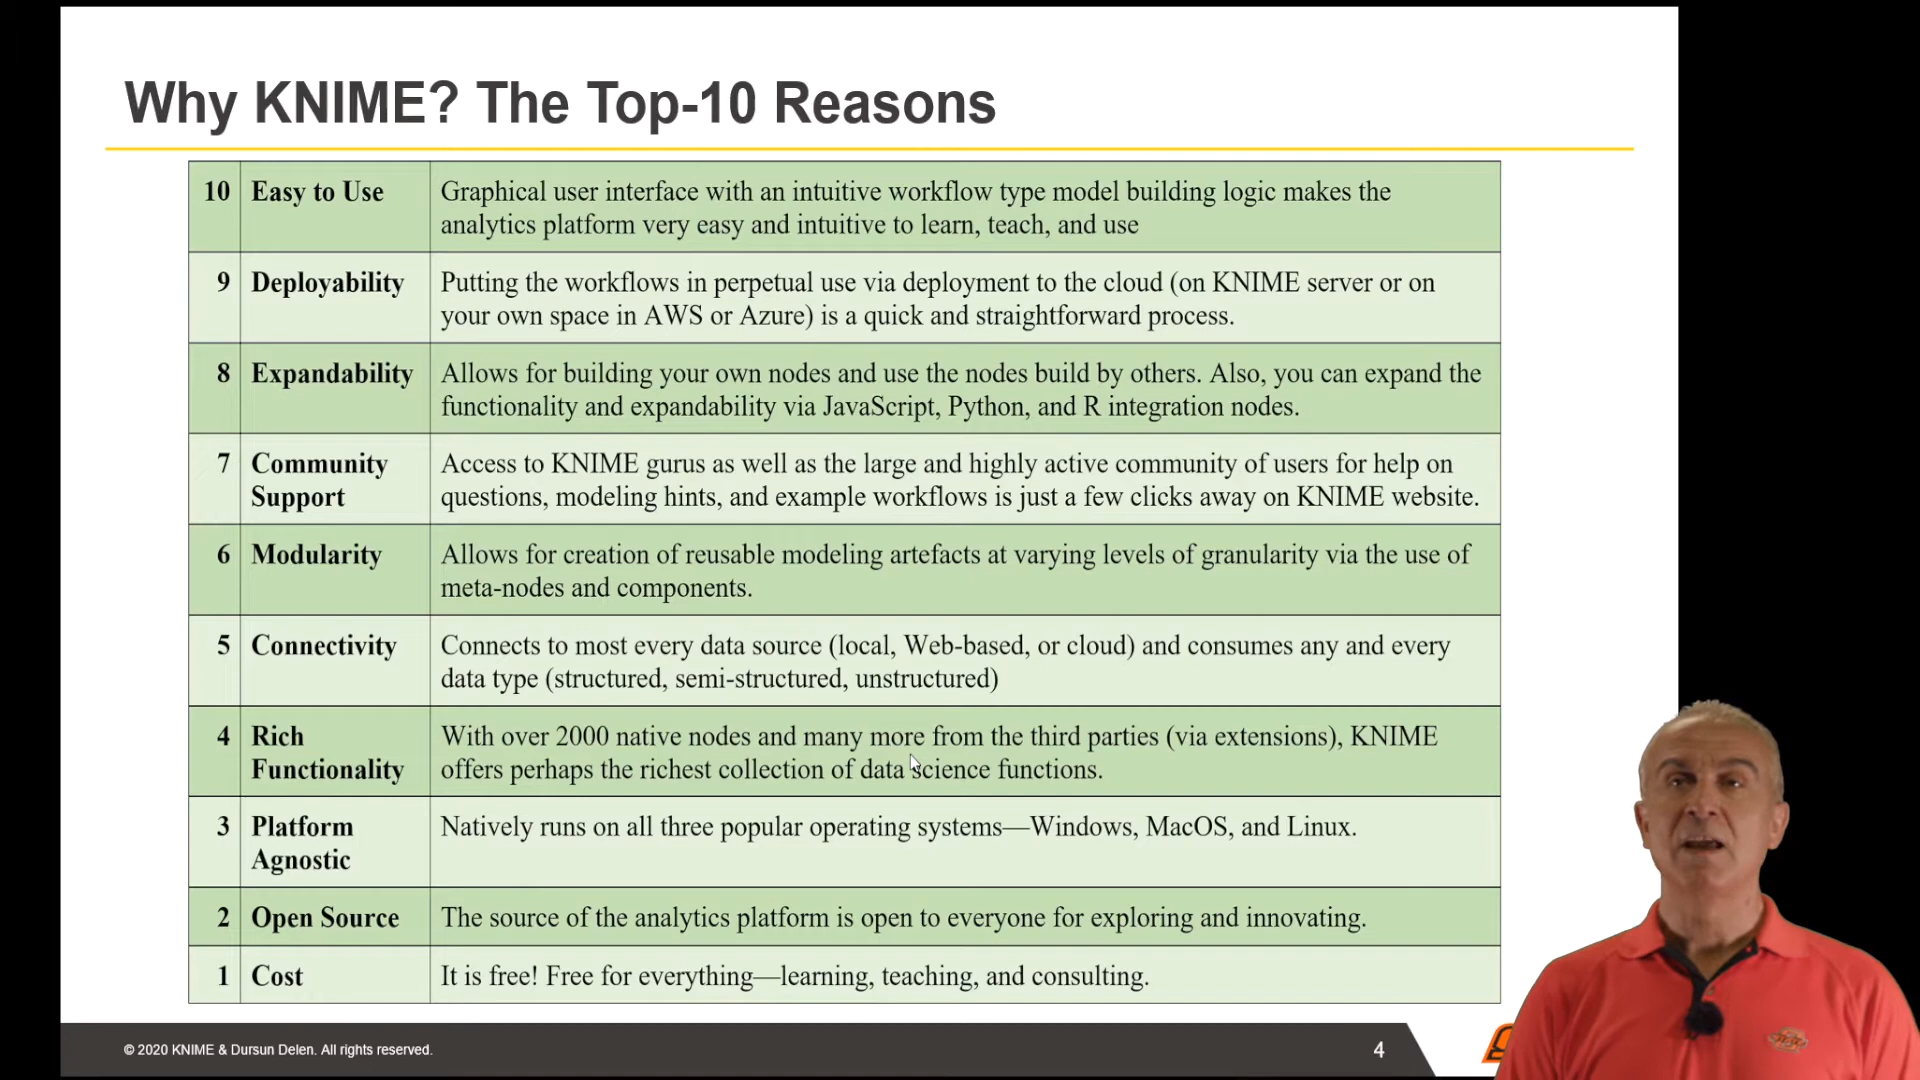 Why KNIME? The Top-10 Reasons
10 Easy to Use Graphical user interface with an intuitive workflow type model building logic makes the
analytics platform very easy and intuitive to learn, teach, and use
9 Deployability Putting the workflows in perpetual use via deployment to the cloud (on KNIME server or on
your own space in AWS or Azure) is a quick and straightforward process.
8 Expandability Allows for building your own nodes and use the nodes build by others. Also, you can expand the
functionality and expandability via JavaScript, Python, and R integration nodes.
7 Community Support Access to KNIME gurus as well as the large and highly active community of users for help on
questions, modeling hints, and example workflows is just a few clicks away on KNIME website.
6 Modularity Allows for creation of reusable modeling artefacts at varying levels of granularity via the use of
meta-nodes and components.
5 Connectivity Connects to most every data source (local, Web-based, or cloud) and consumes any and every
data type (structured, semi-structured, unstructured)
4 Rich Functionality With over 2000 native nodes and many more from the third parties (via extensions), KNIME
offers perhaps the richest collection of data science functions.
3 Platform Agnostic Natively runs on all three popular operating systems—Windows, MacOS, and Linux.
2 Open Source The source of the analytics platform is open to everyone for exploring and innovating.
1 Cost It is free! Free for everything—learning, teaching, and consulting.
© 2020 KNIME & Dursun Delen. All rights reserved.
4